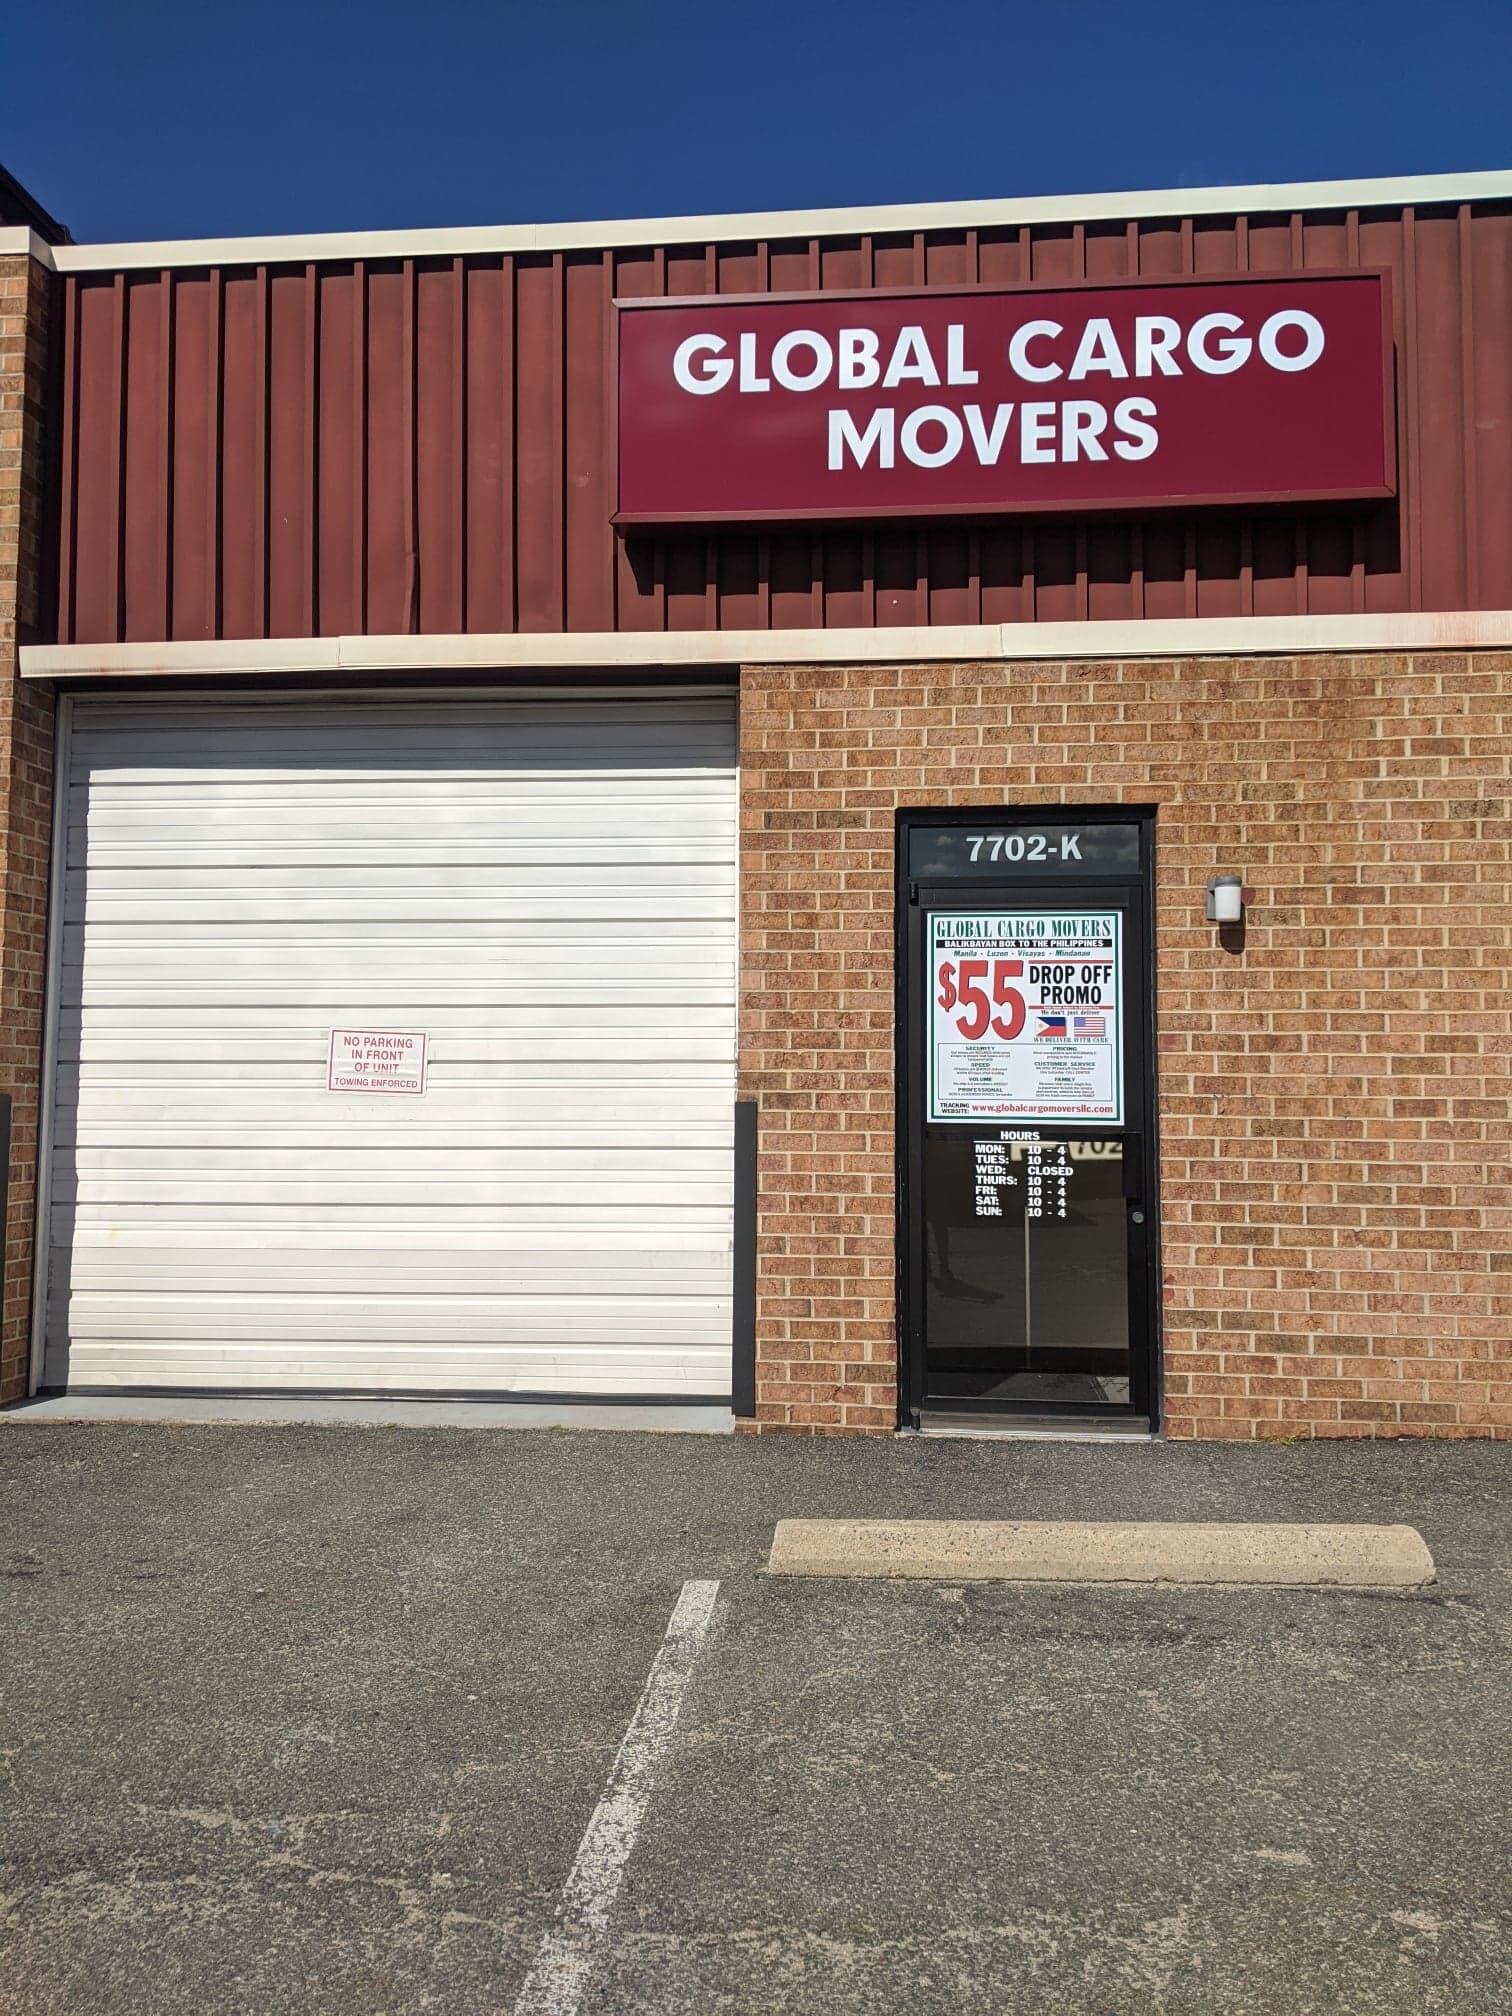 GLOBAL CARGO
MOVERS
7702-K
GLOBAL CARGO MOVERS
BALIKBAYAN BOX TO THE PHILIPPINES
Manila - Luzon - Visayas - Mindanao
$55 DROP OFF
PROMO
We don't just deliver
WE DELIVER WITH CARE
SECURITY
PRICING
SPEED
CUSTOMER SERVICE
VOLUME
FAMILY
PROFESSIONAL
TRACKING
WEBSITE: www.globalcargomoversllc.com
NO PARKING
IN FRONT
OF UNIT
TOWING ENFORCED
HOURS
MON: 10 - 4
TUES: 10 - 4
WED: CLOSED
THURS: 10 - 4
FRI: 10 - 4
SAT: 10 - 4
SUN: 10 - 4